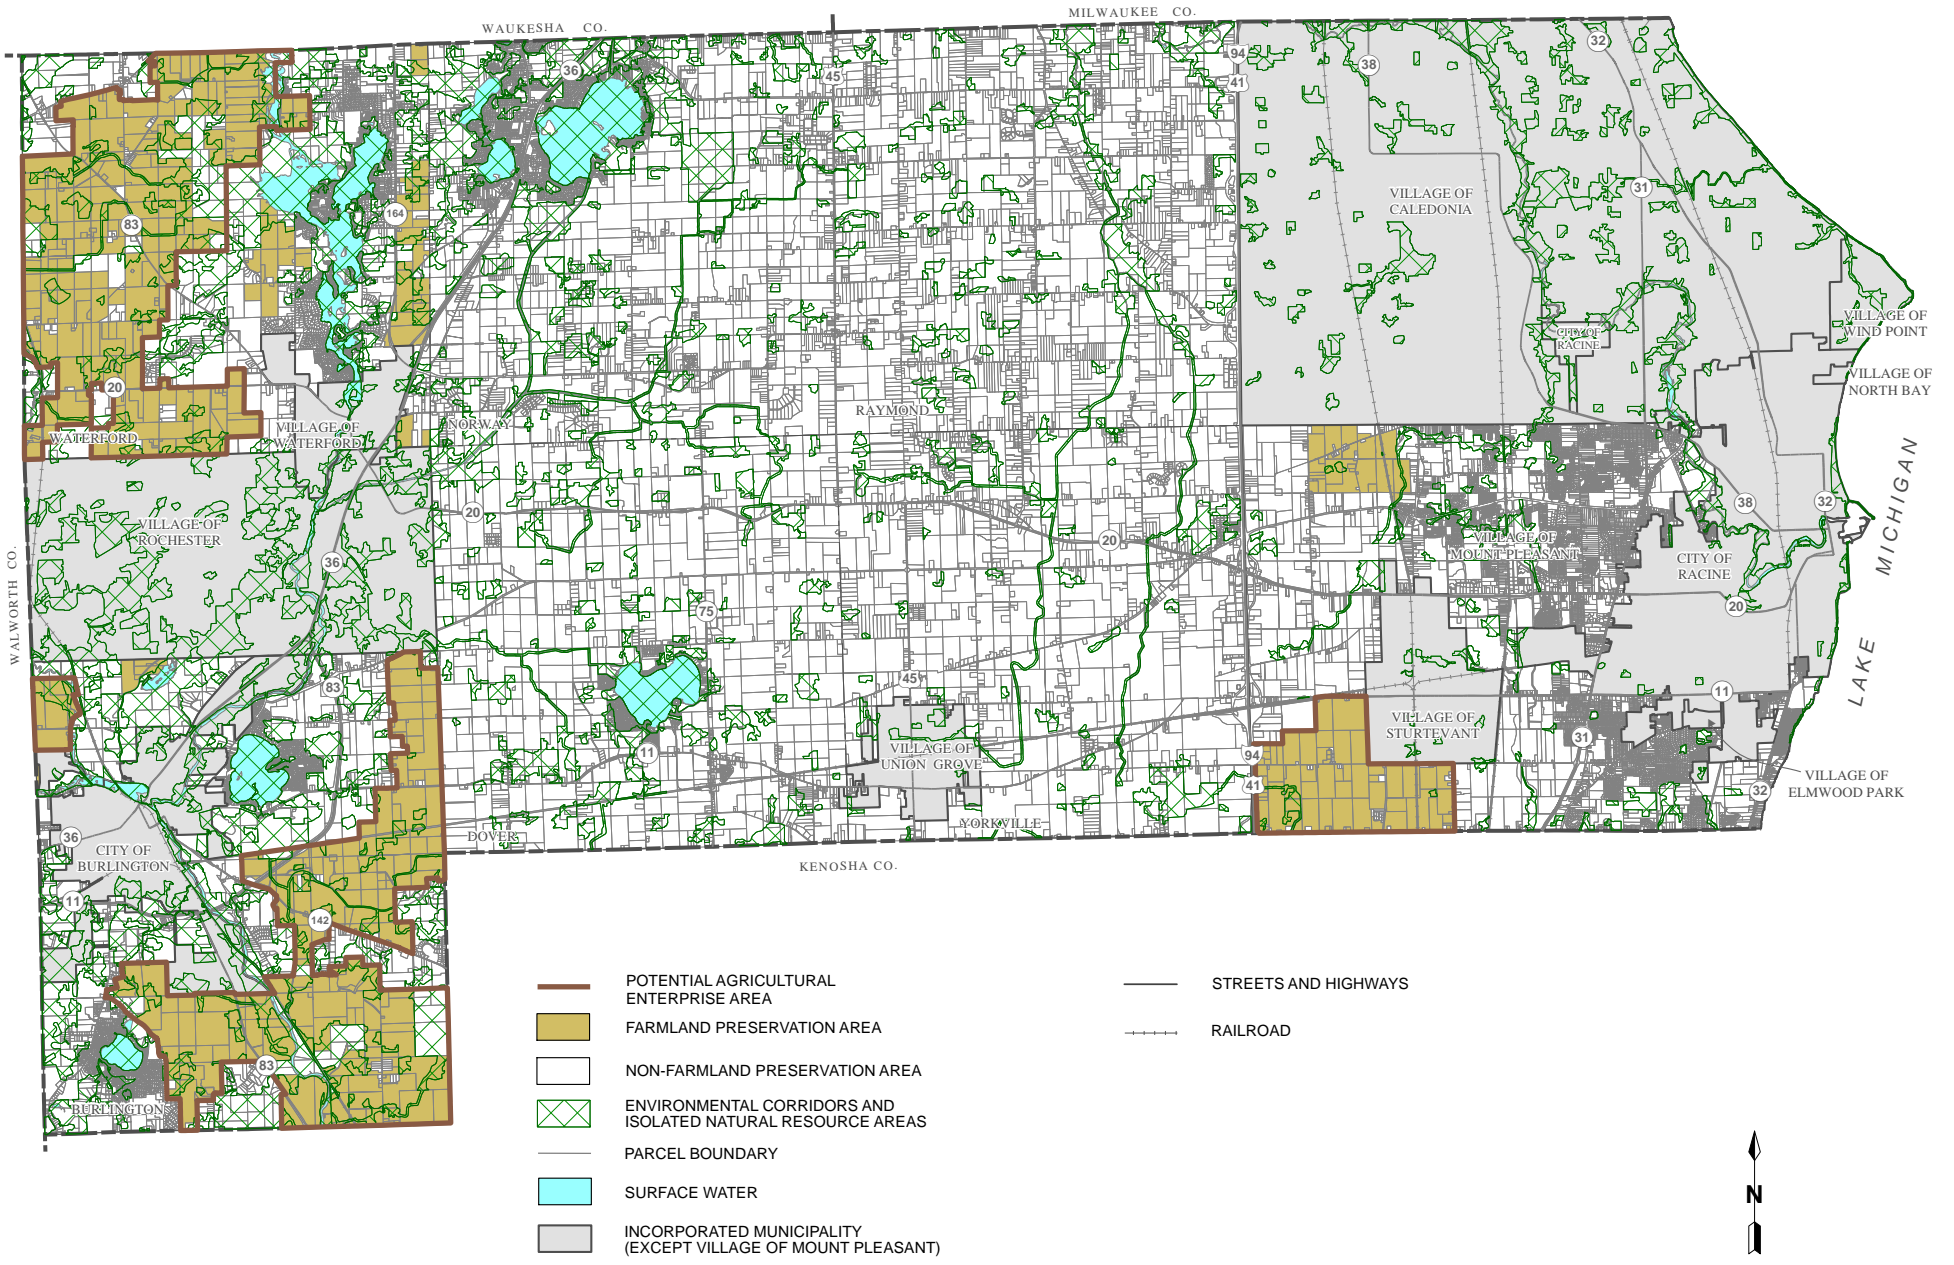 WAUKESHA CO.
MILWAUKEE CO.
36
45
94
41
38
32
83
164
31
VILLAGE OF
CALEDONIA
CITY OF
RACINE
VILLAGE OF
WIND POINT
VILLAGE OF
NORTH BAY
20
WATERFORD
VILLAGE OF
WATERFORD
NORWAY
RAYMOND
VILLAGE OF
ROCHESTER
36
20
20
38
32
VILLAGE OF
MOUNT PLEASANT
CITY OF
RACINE
20
LAKE MICHIGAN
WALWORTH CO.
75
83
45
11
VILLAGE OF
UNION GROVE
94
41
VILLAGE OF
STURTEVANT
11
31
32
VILLAGE OF
ELMWOOD PARK
36
CITY OF
BURLINGTON
11
DOVER
YORKVILLE
KENOSHA CO.
142
83
BURLINGTON
POTENTIAL AGRICULTURAL
ENTERPRISE AREA
FARMLAND PRESERVATION AREA
NON-FARMLAND PRESERVATION AREA
ENVIRONMENTAL CORRIDORS AND
ISOLATED NATURAL RESOURCE AREAS
PARCEL BOUNDARY
SURFACE WATER
INCORPORATED MUNICIPALITY
(EXCEPT VILLAGE OF MOUNT PLEASANT)
STREETS AND HIGHWAYS
RAILROAD
N